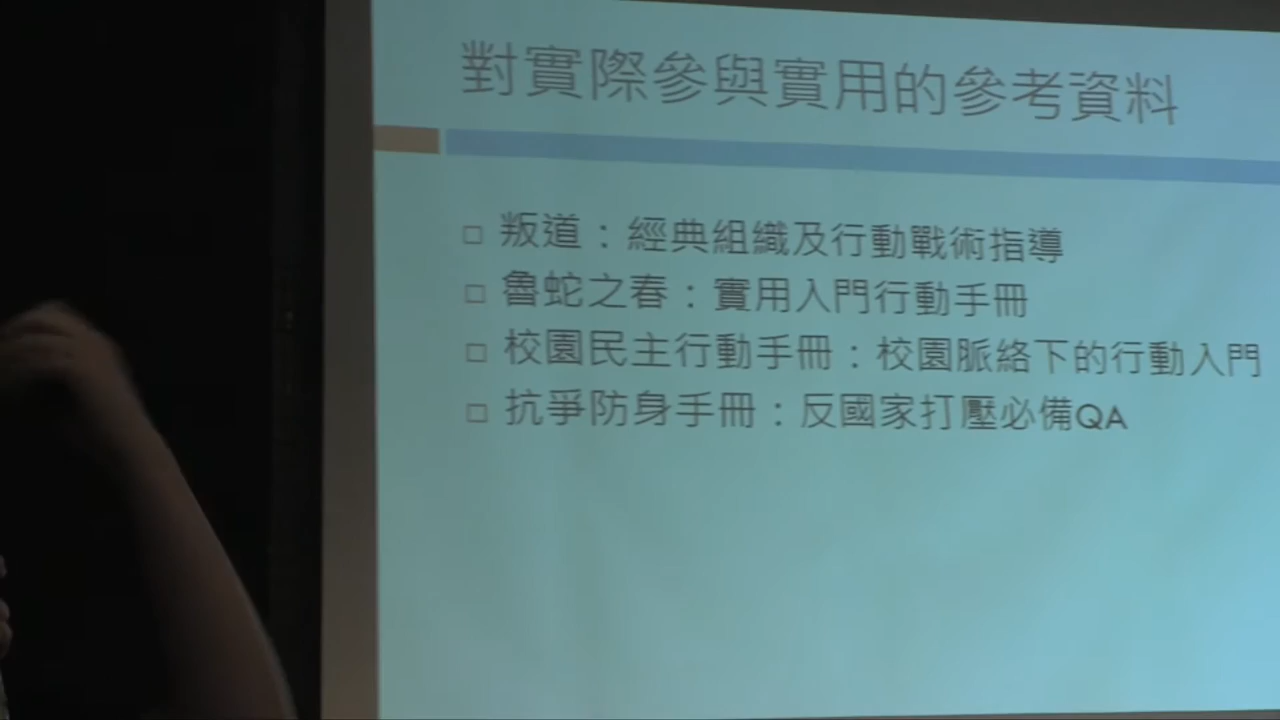 對實際參與實用的參考資料
□ 叛道：經典組織及行動戰術指導
□ 魯蛇之春：實用入門行動手冊
□ 校園民主行動手冊：校園脈絡下的行動入門
□ 抗爭防身手冊：反國家打壓必備QA